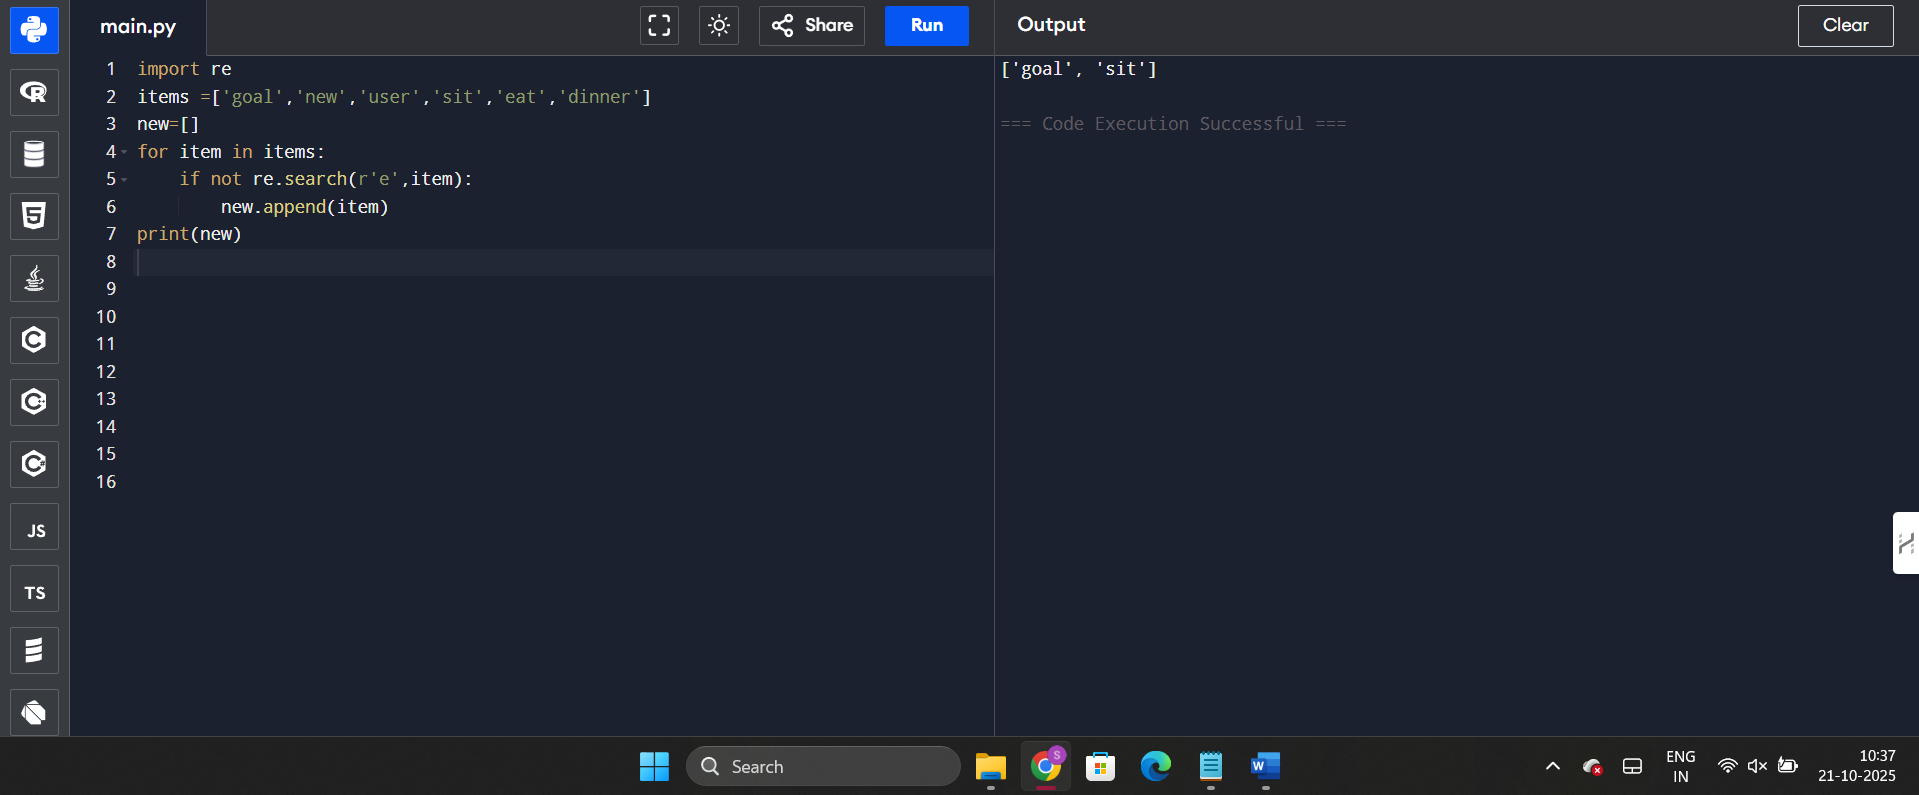 main.py
Share
Run
Output
Clear
1 import re
2 items =['goal','new','user','sit','eat','dinner']
3 new=[]
4 for item in items:
5     if not re.search(r'e',item):
6         new.append(item)
7 print(new)
8
9
10
11
12
13
14
15
16
['goal', 'sit']
=== Code Execution Successful ===
R
5
C
C++
C#
JS
TS
Search
S
W
ENG
IN
10:37
21-10-2025